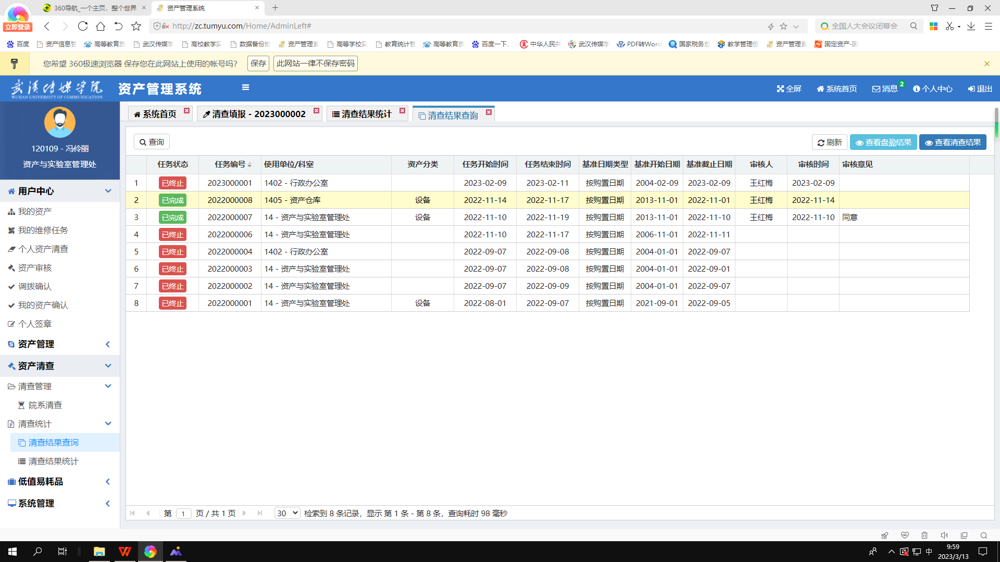 立即登录
360导航_一个主页，整个世界
资产管理系统
http://zc.tumyu.com/Home/AdminLeft#
全国人大会议闭幕会
百度 资产信息管 高等教育质 武汉传媒学 高校教学实 数据备份地 资产管理系 高等学校实 教育统计管 高等教育质 百度一下, 中华人民共 武汉传媒学 PDF转Word 国家税务总 教学管理信 资产管理系 固定资产-国
您希望 360极速浏览器 保存您在此网站上使用的帐号吗？ 保存 此网站一律不保存密码
武汉传媒学院
WUHAN UNIVERSITY OF COMMUNICATION
资产管理系统
全屏 系统首页 消息 2 个人中心 退出
120109 - 冯伶丽
资产与实验室管理处
用户中心
我的资产
我的维修任务
个人资产清查
资产审核
调拨确认
我的资产确认
个人签章
资产管理
资产清查
清查管理
院系清查
清查统计
清查结果查询
清查结果统计
低值易耗品
系统管理
系统首页 清查填报 - 2023000002 清查结果统计 清查结果查询
查询 刷新 查看盘盈结果 查看清查结果
任务状态 任务编号 使用单位/科室 资产分类 任务开始时间 任务结束时间 基准日期类型 基准开始日期 基准截止日期 审核人 审核时间 审核意见
1 已终止 2023000001 1402 - 行政办公室 2023-02-09 2023-02-11 按购置日期 2004-02-09 2023-02-09 王红梅 2023-02-09
2 已完成 2022000008 1405 - 资产仓库 设备 2022-11-14 2022-11-17 按购置日期 2013-11-01 2022-11-01 王红梅 2022-11-14
3 已完成 2022000007 14 - 资产与实验室管理处 设备 2022-11-10 2022-11-19 按购置日期 2013-11-01 2022-11-10 王红梅 2022-11-10 同意
4 已终止 2022000006 14 - 资产与实验室管理处 2022-11-10 2022-11-17 按购置日期 2006-11-01 2022-11-11
5 已终止 2022000004 1402 - 行政办公室 2022-09-07 2022-09-08 按购置日期 2004-01-01 2022-09-07
6 已终止 2022000003 14 - 资产与实验室管理处 2022-09-07 2022-09-08 按购置日期 2004-01-01 2022-09-01
7 已终止 2022000002 14 - 资产与实验室管理处 2022-09-07 2022-09-09 按购置日期 2004-01-01 2022-09-07
8 已终止 2022000001 14 - 资产与实验室管理处 设备 2022-08-01 2022-09-07 按购置日期 2021-09-01 2022-09-05
第 1 页 / 共 1 页 30 检索到 8 条记录，显示 第 1 条 - 第 8 条，查询耗时 98 毫秒
中
9:59
2023/3/13